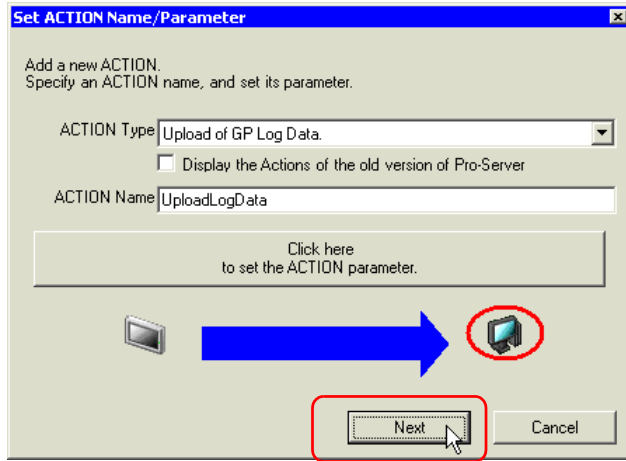 Set ACTION Name/Parameter
Add a new ACTION.
Specify an ACTION name, and set its parameter.
ACTION Type Upload of GP Log Data.
Display the Actions of the old version of Pro-Server
ACTION Name UploadLogData
Click here
to set the ACTION parameter.
Next Cancel